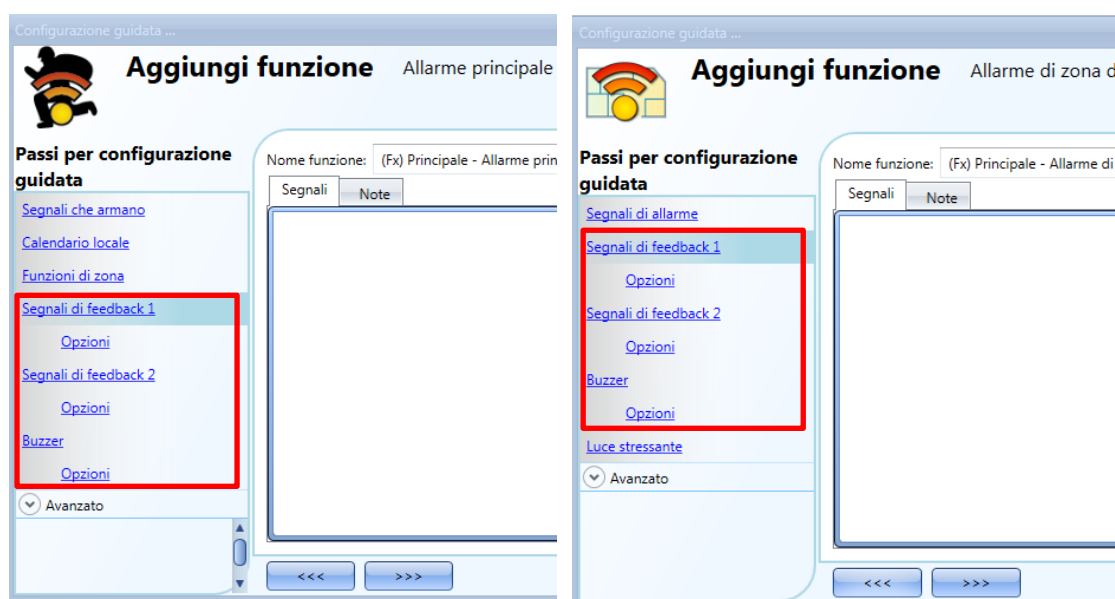 Configurazione guidata ...
Aggiungi funzione Allarme principale
Passi per configurazione
guidata
Segnali che armano
Calendario locale
Funzioni di zona
Segnali di feedback 1
Opzioni
Segnali di feedback 2
Opzioni
Buzzer
Opzioni
Avanzato
Nome funzione: (Fx) Principale - Allarme prin
Segnali Note
<<< >>>
Configurazione guidata ...
Aggiungi funzione Allarme di zona d
Passi per configurazione
guidata
Segnali di allarme
Segnali di feedback 1
Opzioni
Segnali di feedback 2
Opzioni
Buzzer
Opzioni
Luce stressante
Avanzato
Nome funzione: (Fx) Principale - Allarme di
Segnali Note
<<< >>>